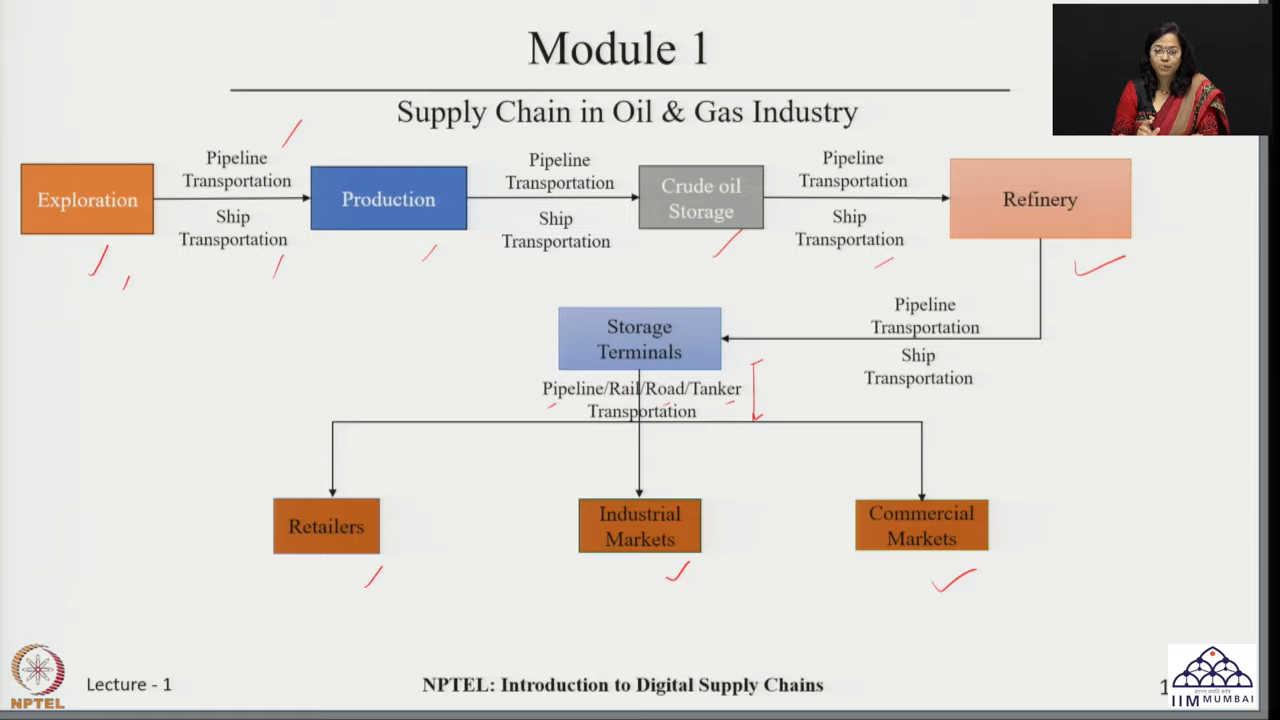 Module 1
Supply Chain in Oil & Gas Industry
Exploration
Pipeline
Transportation
Ship
Transportation
Production
Pipeline
Transportation
Ship
Transportation
Crude oil
Storage
Pipeline
Transportation
Ship
Transportation
Refinery
Pipeline
Transportation
Ship
Transportation
Storage
Terminals
Pipeline/Rail/Road/Tanker
Transportation
Retailers
Industrial
Markets
Commercial
Markets
NPTEL
Lecture - 1
NPTEL: Introduction to Digital Supply Chains
IIM MUMBAI